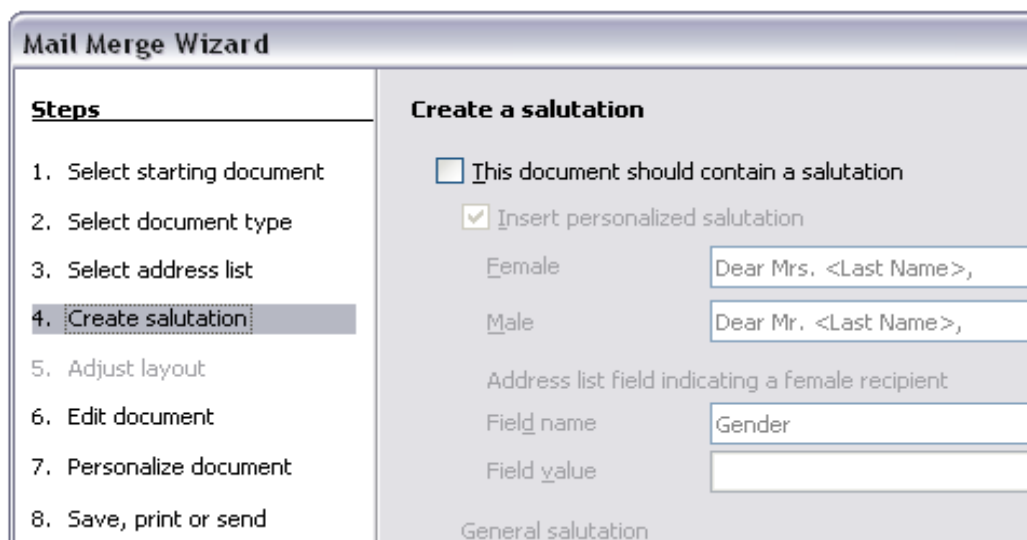 Mail Merge Wizard
Steps
1. Select starting document
2. Select document type
3. Select address list
4. Create salutation
5. Adjust layout
6. Edit document
7. Personalize document
8. Save, print or send
Create a salutation
This document should contain a salutation
Insert personalized salutation
Female Dear Mrs. <Last Name>,
Male Dear Mr. <Last Name>,
Address list field indicating a female recipient
Field name Gender
Field value
General salutation